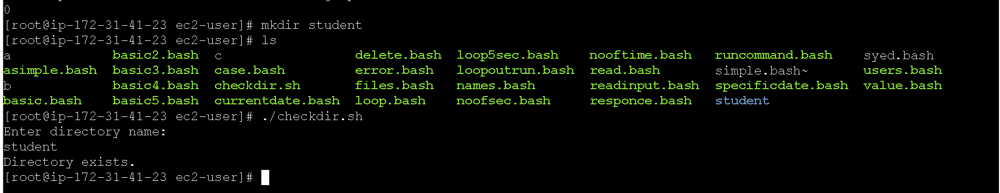 0
[root@ip-172-31-41-23 ec2-user]# mkdir student
[root@ip-172-31-41-23 ec2-user]# ls
a             basic2.bash  c                 delete.bash  loop5sec.bash    nooftime.bash   runcommand.bash    syed.bash
asimple.bash  basic3.bash  case.bash         error.bash   loopoutrun.bash  read.bash       simple.bash~       users.bash
b             basic4.bash  checkdir.sh       files.bash   names.bash       readinput.bash  specificdate.bash  value.bash
basic.bash    basic5.bash  currentdate.bash  loop.bash    noofsec.bash     responce.bash   student
[root@ip-172-31-41-23 ec2-user]# ./checkdir.sh
Enter directory name:
student
Directory exists.
[root@ip-172-31-41-23 ec2-user]#